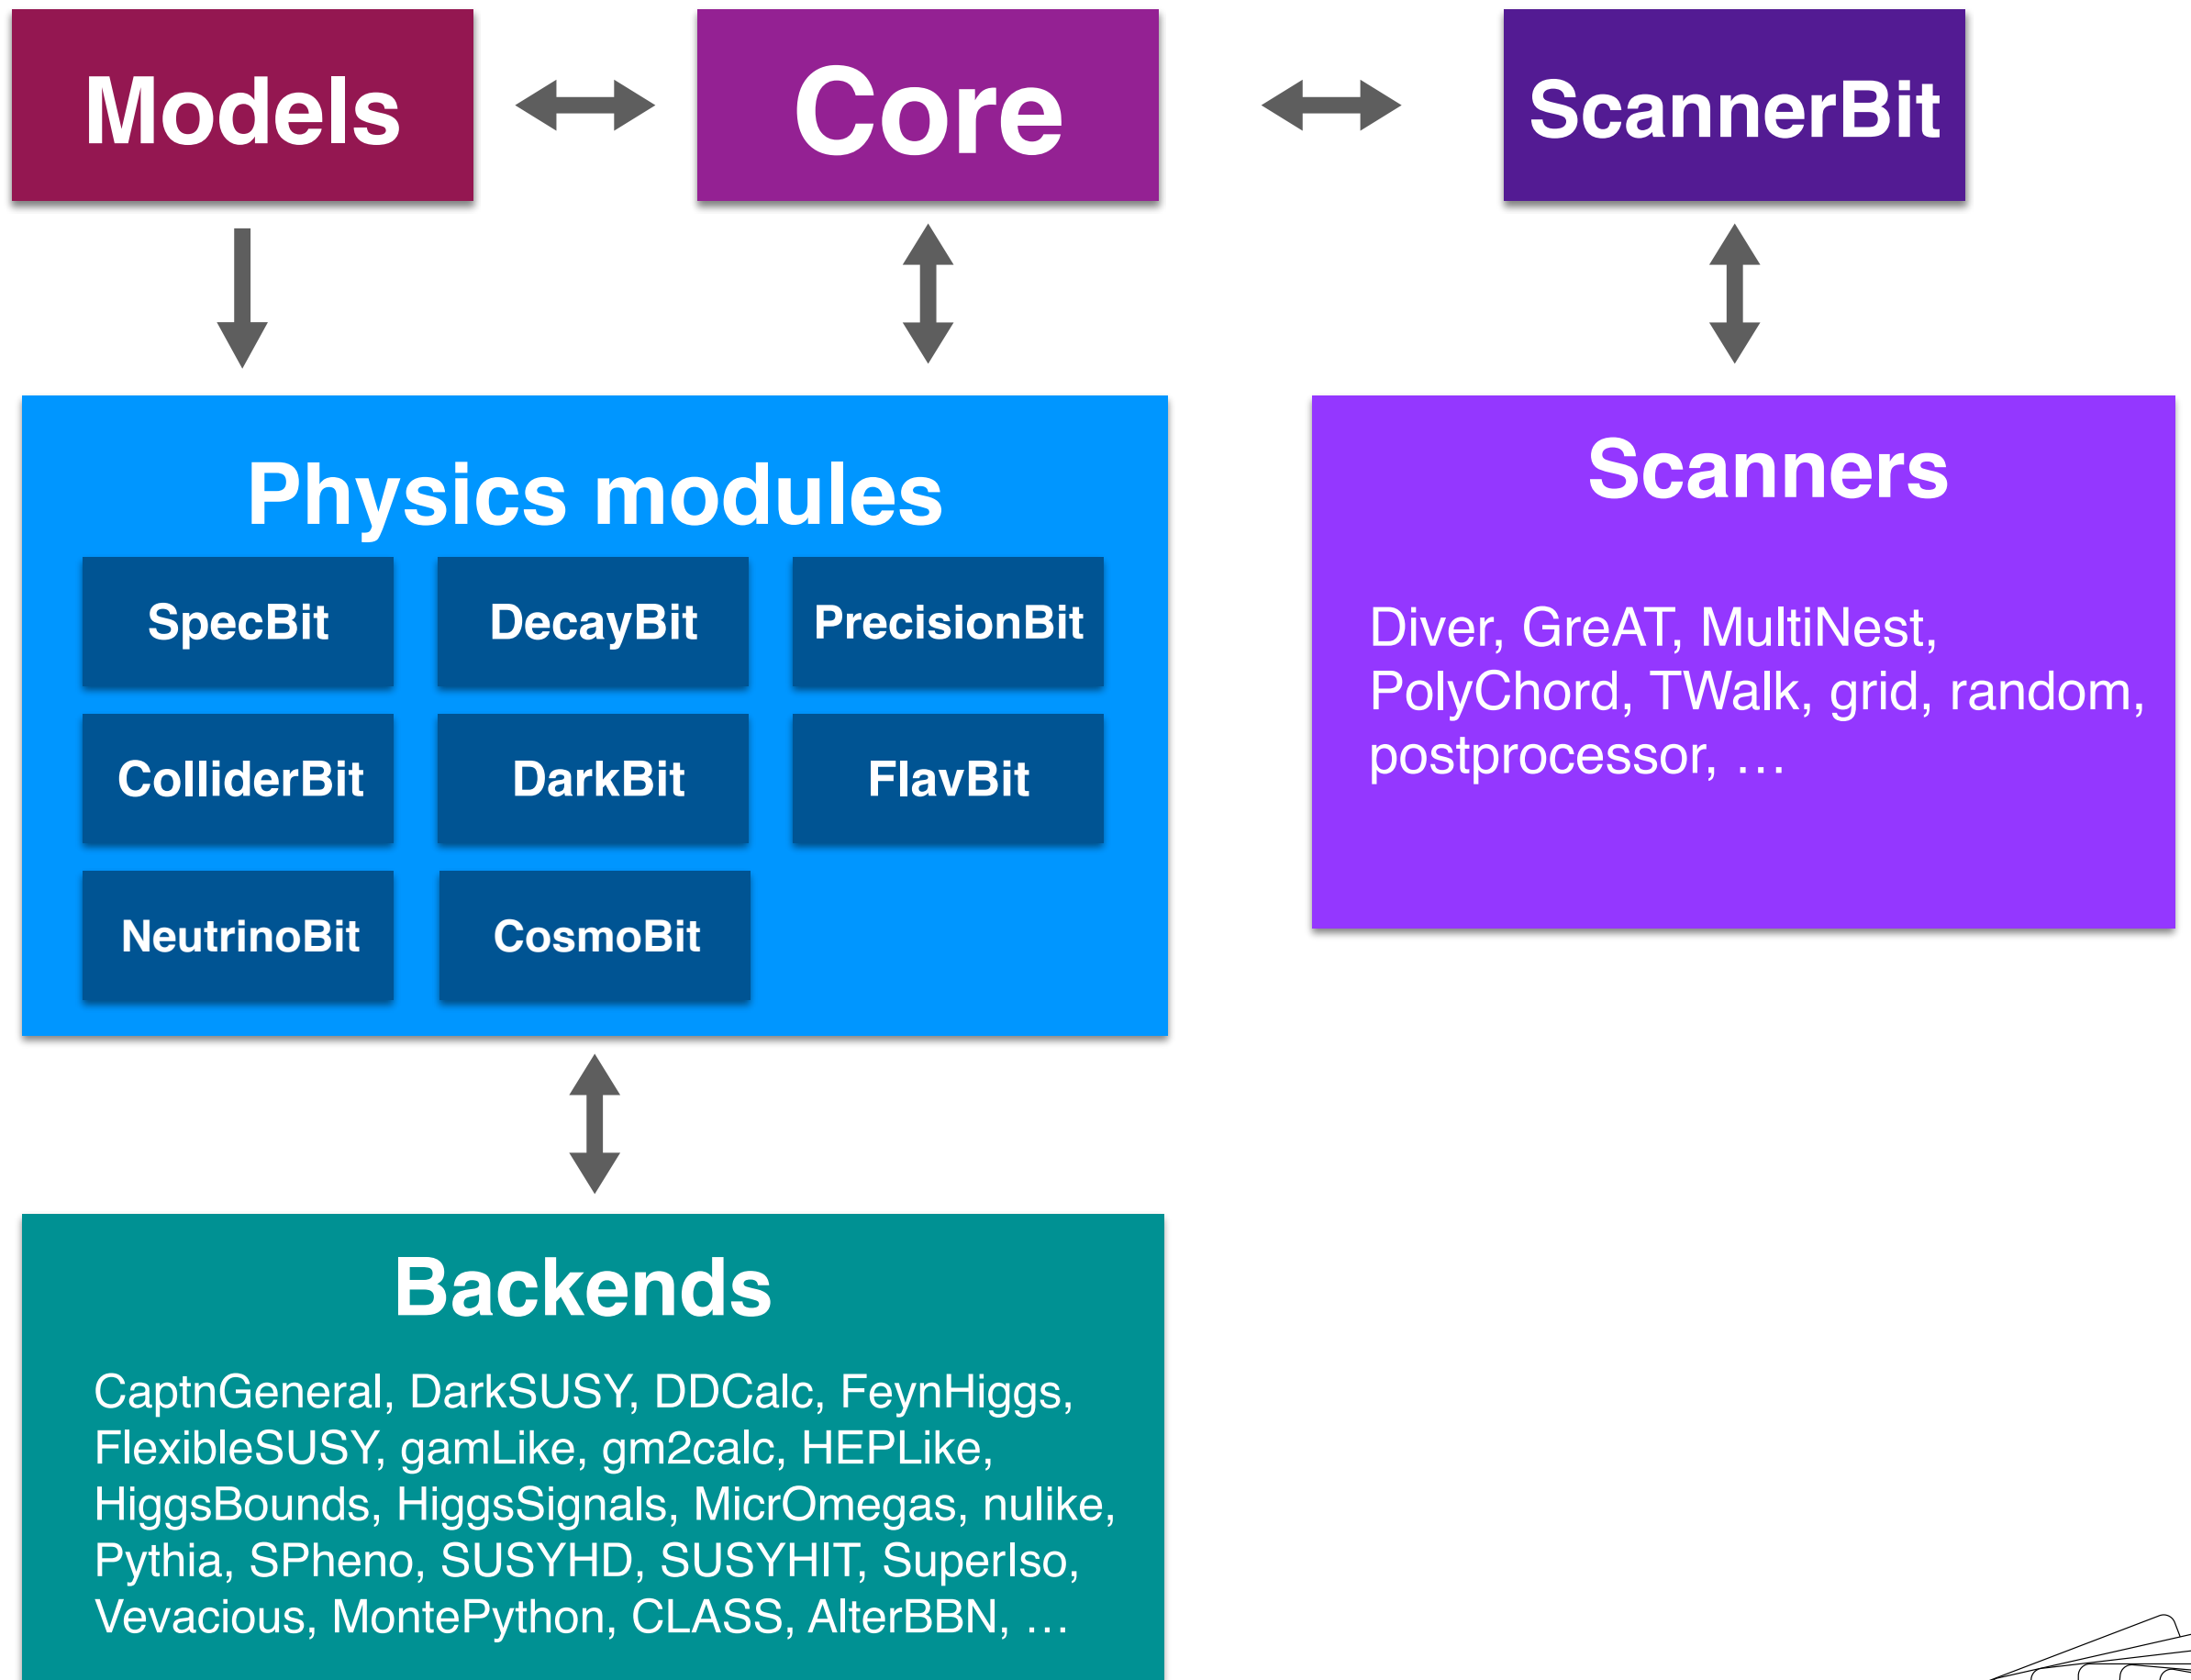 Models
Core
ScannerBit
Physics modules
SpecBit
DecayBit
PrecisionBit
ColliderBit
DarkBit
FlavBit
NeutrinoBit
CosmoBit
Scanners
Diver, GreAT, MultiNest,
PolyChord, TWalk, grid, random,
postprocessor, …
Backends
CaptnGeneral, DarkSUSY, DDCalc, FeynHiggs,
FlexibleSUSY, gamLike, gm2calc, HEPLike,
HiggsBounds, HiggsSignals, MicrOmegas, nulike,
Pythia, SPheno, SUSYHD, SUSYHIT, SuperIso,
Vevacious, MontePython, CLASS, AlterBBN, …